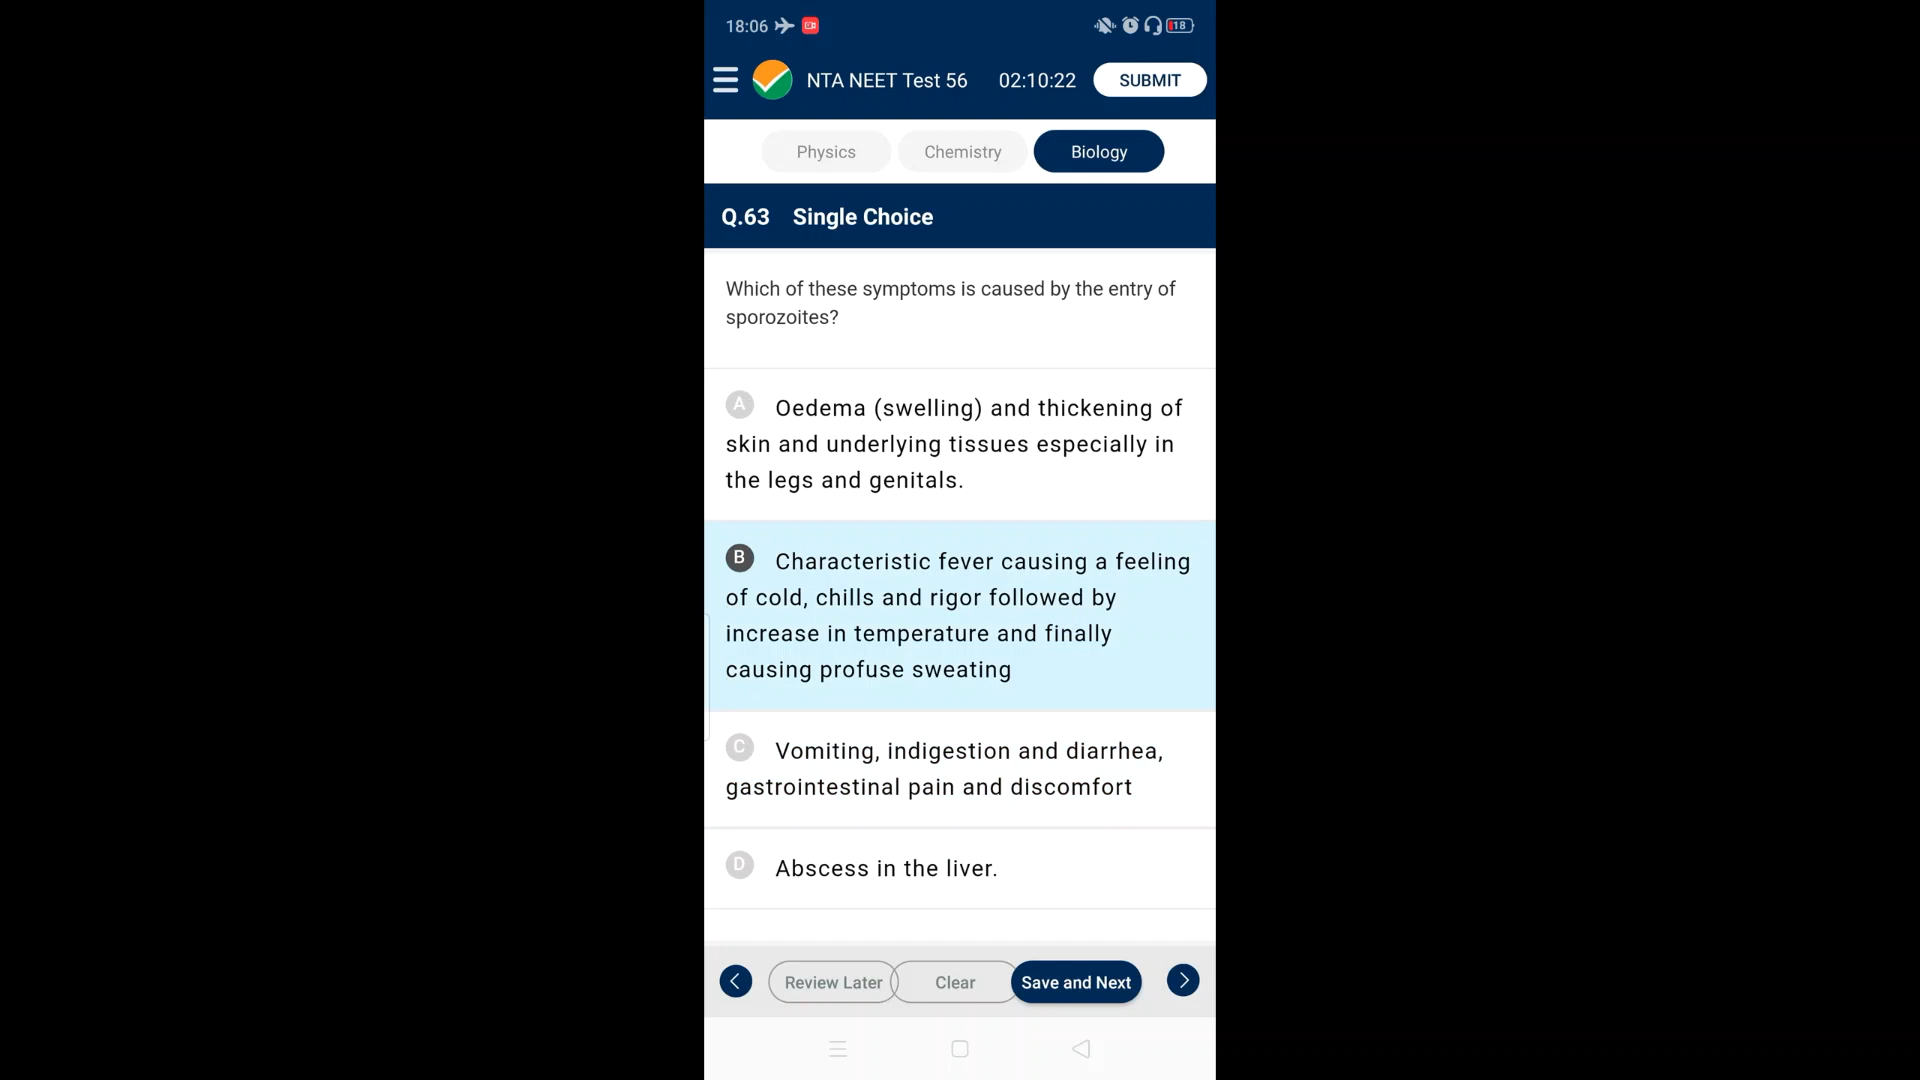 18:06 18
NTA NEET Test 56 02:10:22 SUBMIT
Physics Chemistry Biology
Q.63 Single Choice
Which of these symptoms is caused by the entry of
sporozoites?
A Oedema (swelling) and thickening of
skin and underlying tissues especially in
the legs and genitals.
B Characteristic fever causing a feeling
of cold, chills and rigor followed by
increase in temperature and finally
causing profuse sweating
C Vomiting, indigestion and diarrhea,
gastrointestinal pain and discomfort
D Abscess in the liver.
Review Later Clear Save and Next